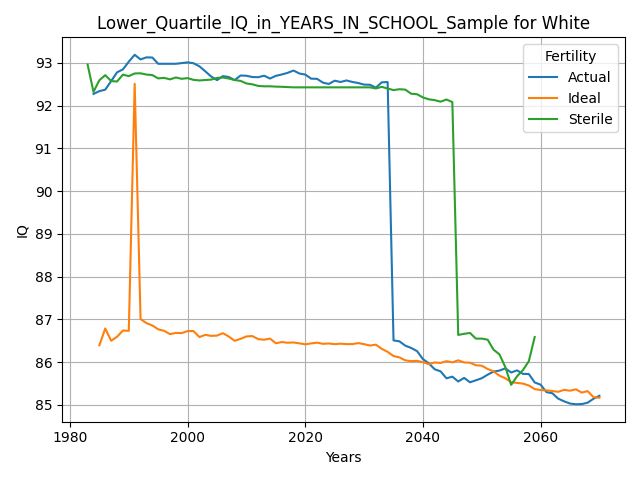 Lower_Quartile_IQ_in_YEARS_IN_SCHOOL_Sample for White
Fertility
Actual
Ideal
Sterile
IQ
93
92
91
90
89
88
87
86
85
1980
2000
2020
2040
2060
Years